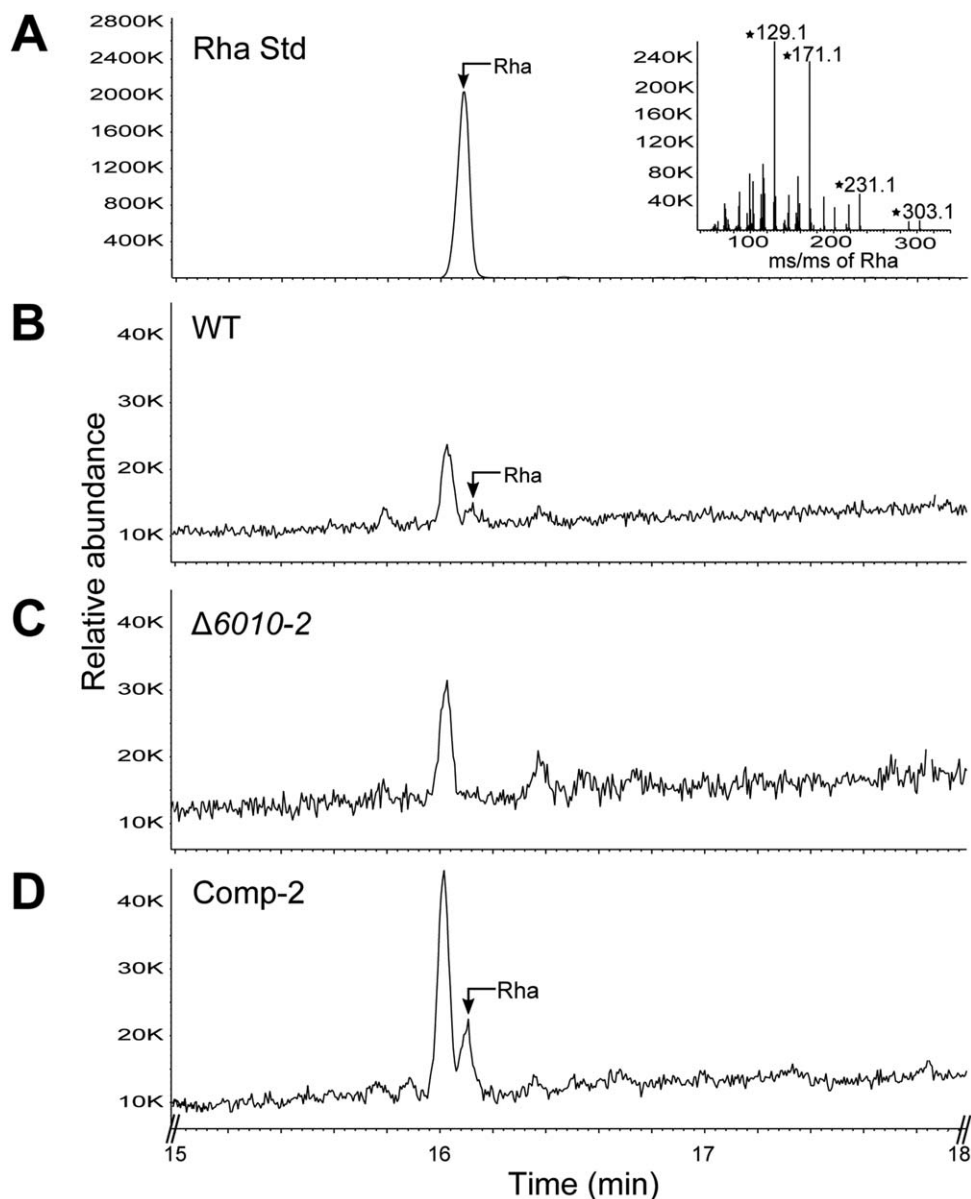 A
Rha Std
2800K
2400K
2000K
1600K
1200K
800K
400K
Rha
240K
200K
160K
120K
80K
40K
★129.1
★171.1
★231.1
★303.1
100
200
300
ms/ms of Rha
B
WT
40K
30K
20K
10K
Rha
Relative abundance
C
Δ6010-2
40K
30K
20K
10K
D
Comp-2
40K
30K
20K
10K
Rha
15
16
17
18
Time (min)